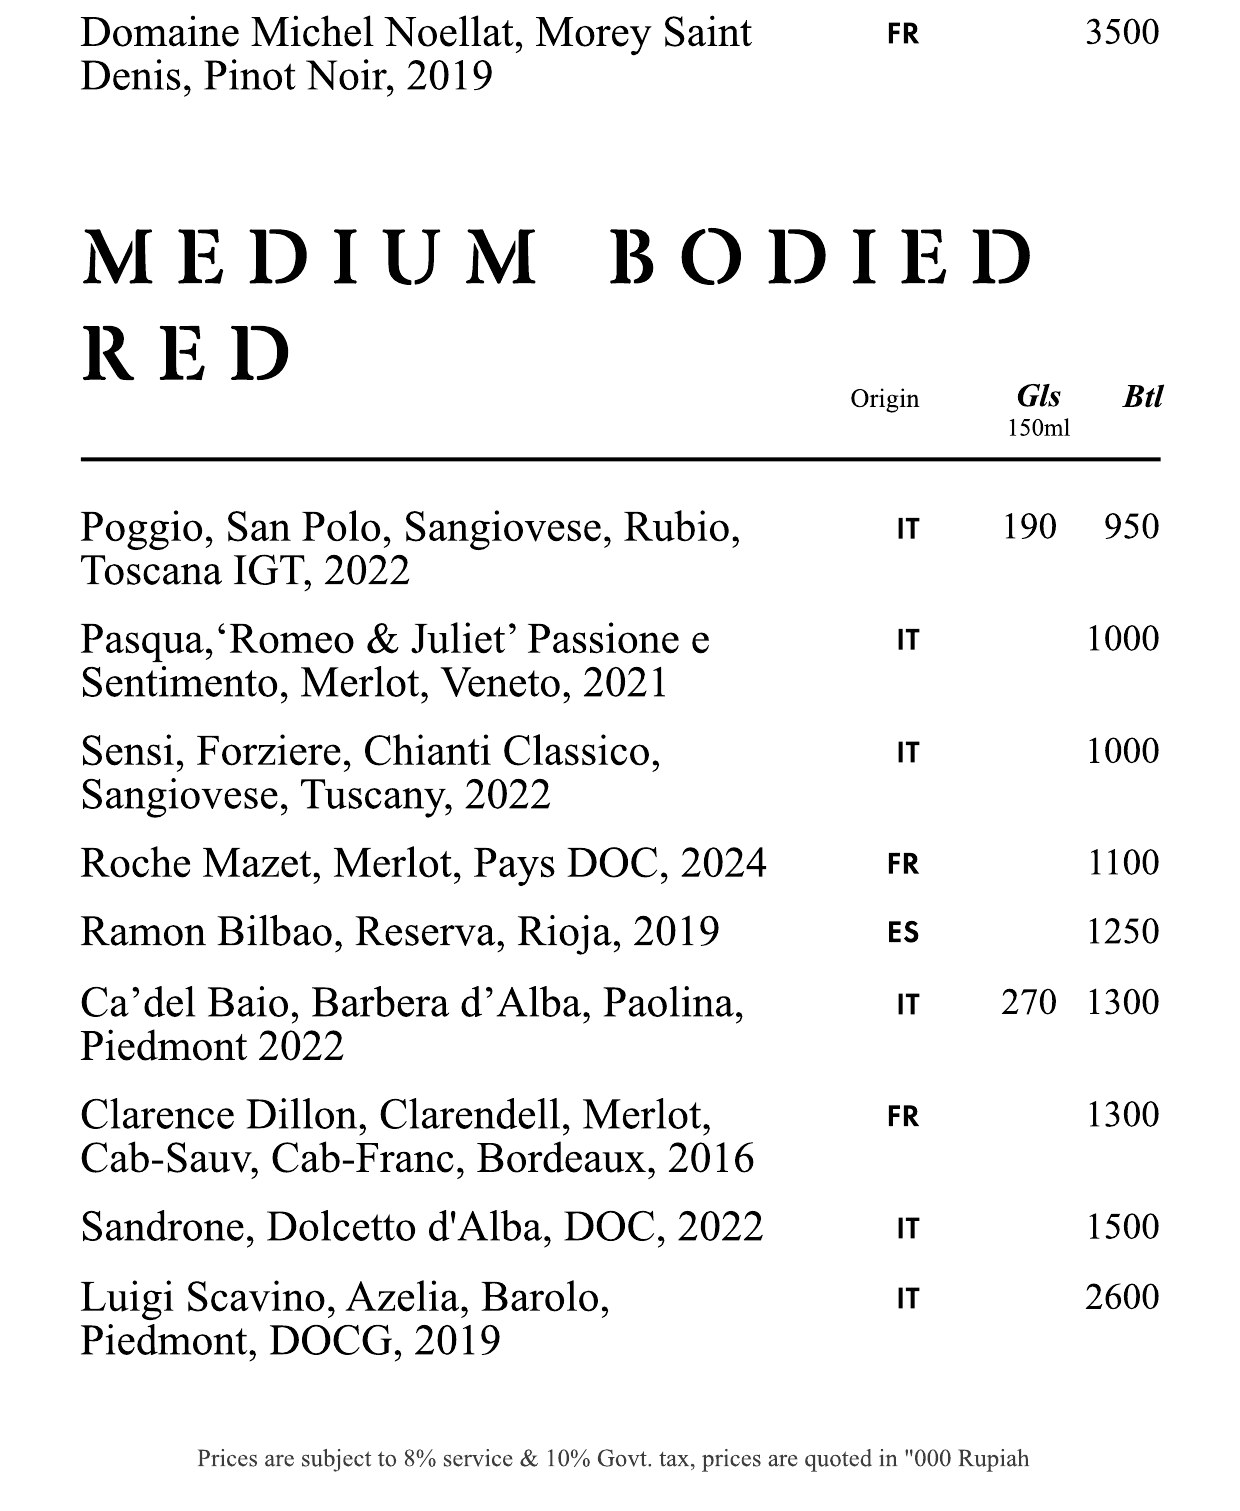 Domaine Michel Noellat, Morey Saint FR 3500
Denis, Pinot Noir, 2019
MEDIUM BODIED
RED
Origin Gls Btl
150ml
Poggio, San Polo, Sangiovese, Rubio, IT 190 950
Toscana IGT, 2022
Pasqua,‘Romeo & Juliet’ Passione e IT 1000
Sentimento, Merlot, Veneto, 2021
Sensi, Forziere, Chianti Classico, IT 1000
Sangiovese, Tuscany, 2022
Roche Mazet, Merlot, Pays DOC, 2024 FR 1100
Ramon Bilbao, Reserva, Rioja, 2019 ES 1250
Ca’del Baio, Barbera d’Alba, Paolina, IT 270 1300
Piedmont 2022
Clarence Dillon, Clarendell, Merlot, FR 1300
Cab-Sauv, Cab-Franc, Bordeaux, 2016
Sandrone, Dolcetto d'Alba, DOC, 2022 IT 1500
Luigi Scavino, Azelia, Barolo, IT 2600
Piedmont, DOCG, 2019
Prices are subject to 8% service & 10% Govt. tax, prices are quoted in "000 Rupiah